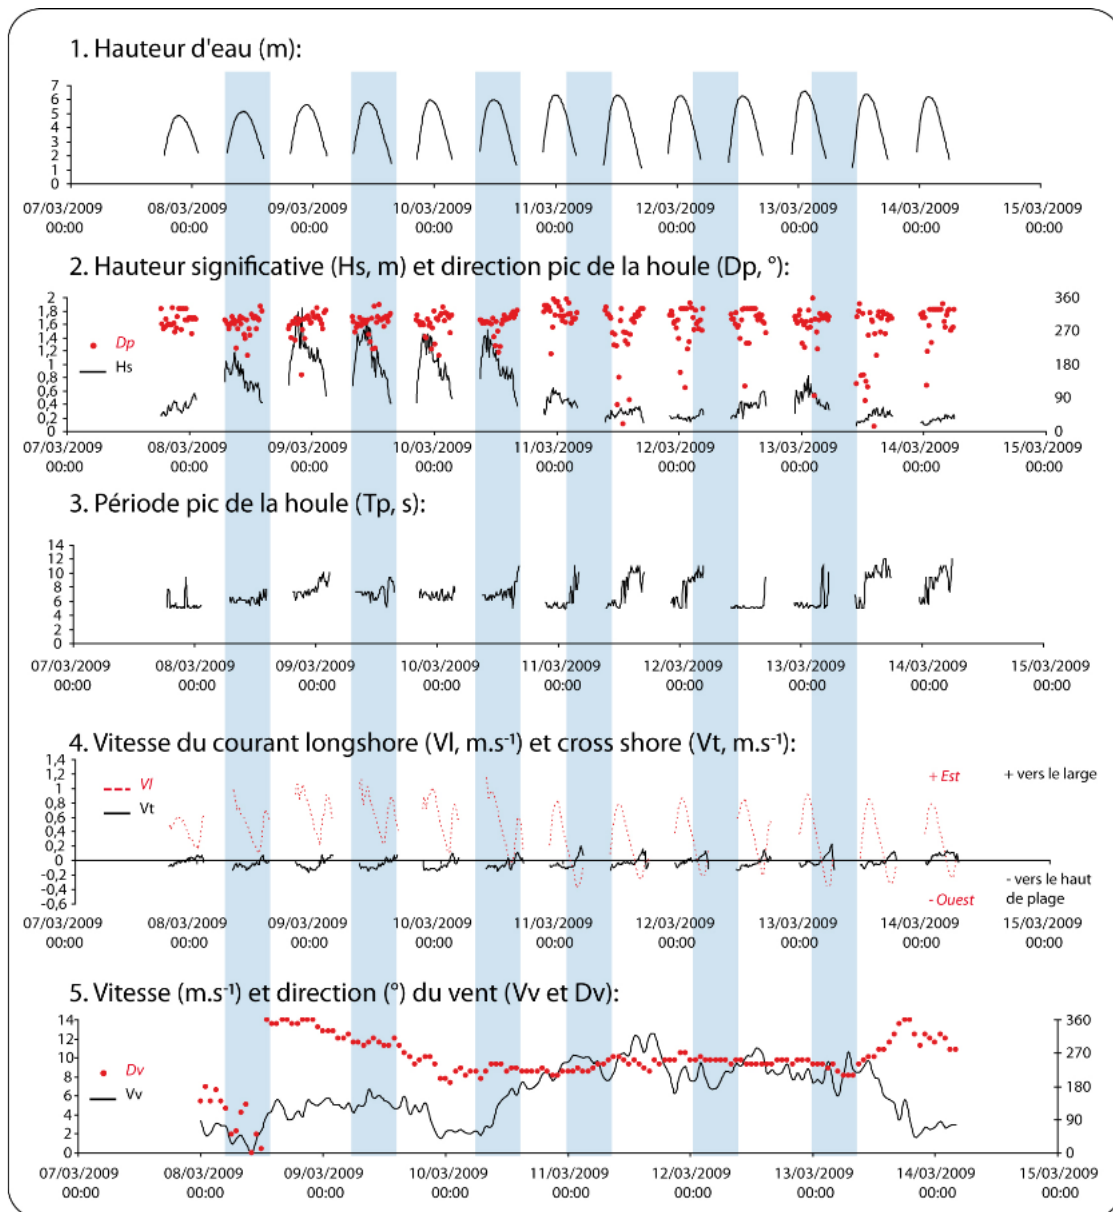 1. Hauteur d'eau (m):
7
6
5
4
3
2
1
0
07/03/2009 08/03/2009 09/03/2009 10/03/2009 11/03/2009 12/03/2009 13/03/2009 14/03/2009 15/03/2009
00:00 00:00 00:00 00:00 00:00 00:00 00:00 00:00 00:00
2. Hauteur significative (Hs, m) et direction pic de la houle (Dp, °):
2 360
1,8
1,6
1,4 270
1,2
Dp
1 180
Hs
0,8
0,6
0,4 90
0,2
0 0
07/03/2009 08/03/2009 09/03/2009 10/03/2009 11/03/2009 12/03/2009 13/03/2009 14/03/2009 15/03/2009
00:00 00:00 00:00 00:00 00:00 00:00 00:00 00:00 00:00
3. Période pic de la houle (Tp, s):
14
12
10
8
6
4
2
0
07/03/2009 08/03/2009 09/03/2009 10/03/2009 11/03/2009 12/03/2009 13/03/2009 14/03/2009 15/03/2009
00:00 00:00 00:00 00:00 00:00 00:00 00:00 00:00 00:00
4. Vitesse du courant longshore (Vl, m.s-¹) et cross shore (Vt, m.s-¹):
1,4
1,2
+ Est + vers le large
1
Vl
0,8
Vt
0,6
0,4
0,2
0
-0,2
-0,4
- vers le haut
- Ouest de plage
-0,6
07/03/2009 08/03/2009 09/03/2009 10/03/2009 11/03/2009 12/03/2009 13/03/2009 14/03/2009 15/03/2009
00:00 00:00 00:00 00:00 00:00 00:00 00:00 00:00 00:00
5. Vitesse (m.s-¹) et direction (°) du vent (Vv et Dv):
14 360
12
10 270
Dv
8
180
6
Vv
4 90
2
0 0
07/03/2009 08/03/2009 09/03/2009 10/03/2009 11/03/2009 12/03/2009 13/03/2009 14/03/2009 15/03/2009
00:00 00:00 00:00 00:00 00:00 00:00 00:00 00:00 00:00